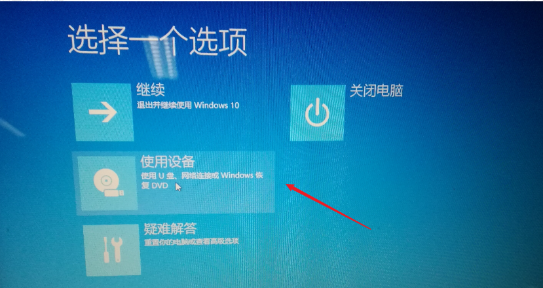 选择一个选项
继续
退出并继续使用 Windows 10
关闭电脑
使用设备
使用 U 盘、网络连接或 Windows 恢
复 DVD
疑难解答
重置你的电脑或查看高级选项